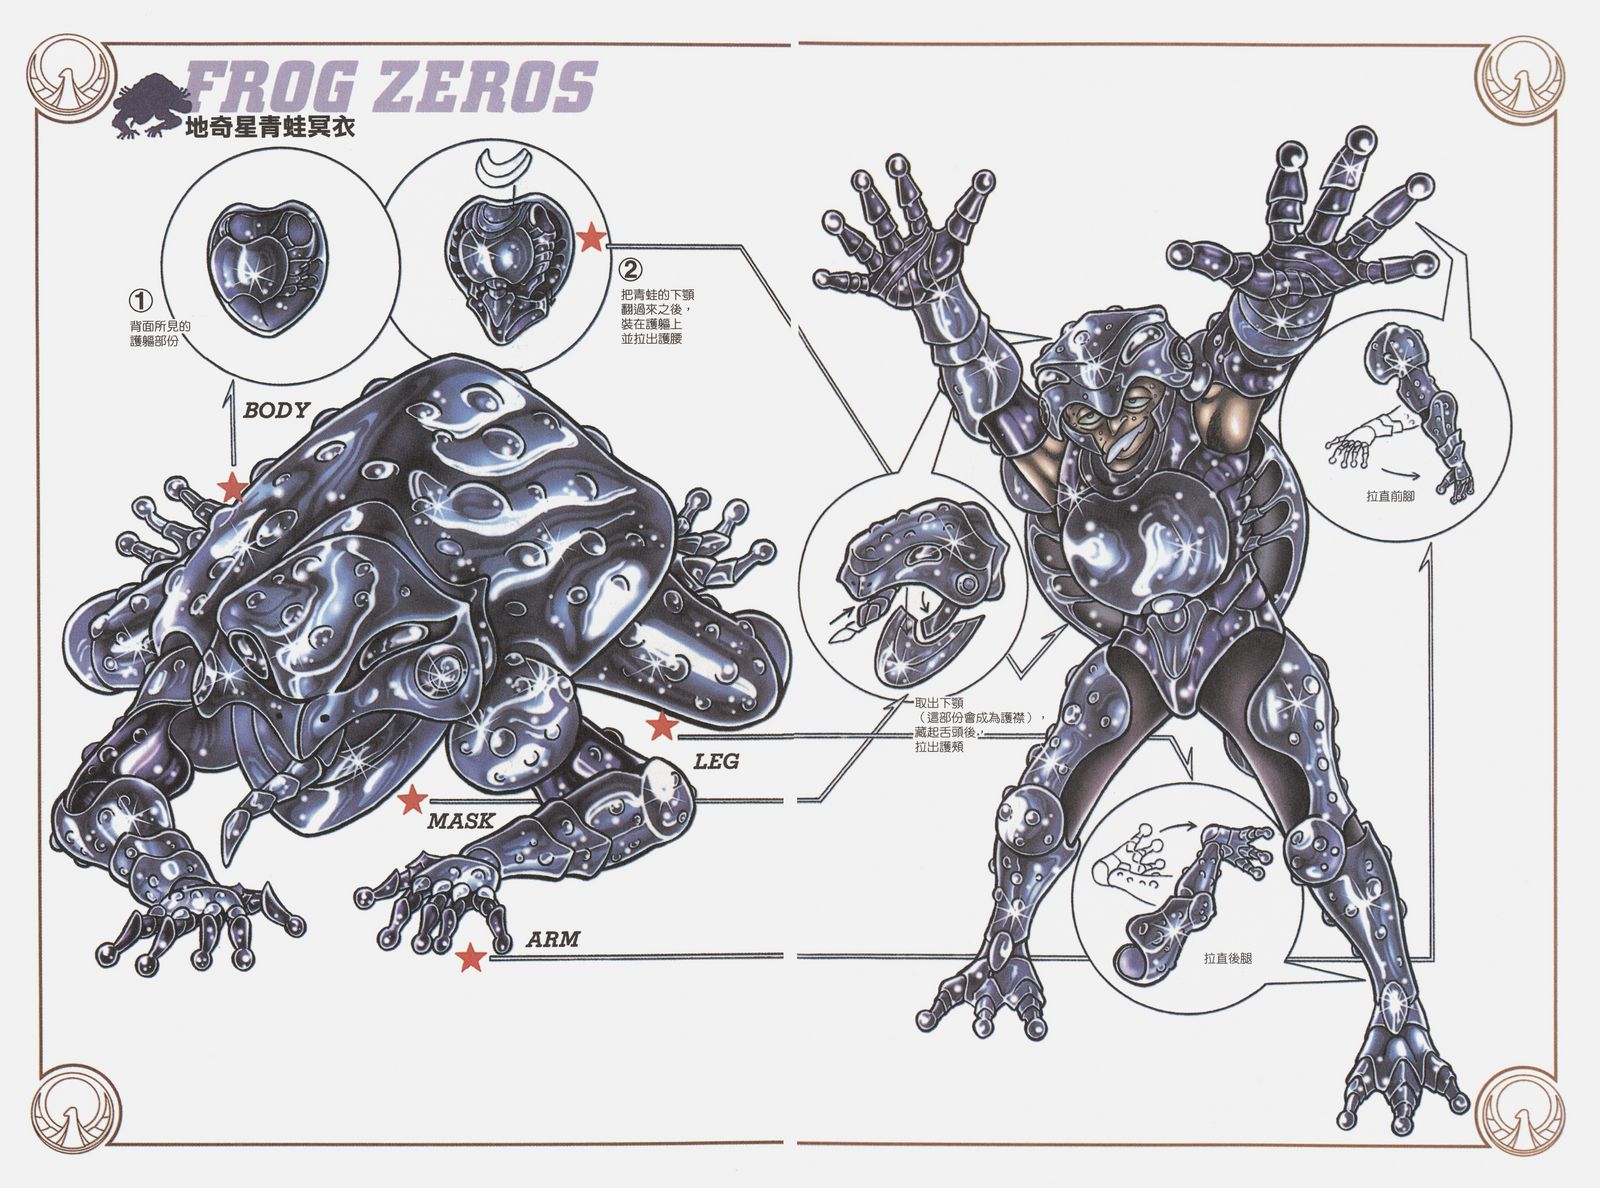 FROG ZEROS
地奇星青蛙冥衣
①
背面所見的
護軀部份
②
把青蛙的下顎
翻過來之後，
裝在護軀上
並拉出護腰
BODY
拉直前腳
取出下顎
（這部份會成為護襟），
藏起舌頭後，
拉出護頰
LEG
MASK
ARM
拉直後腿